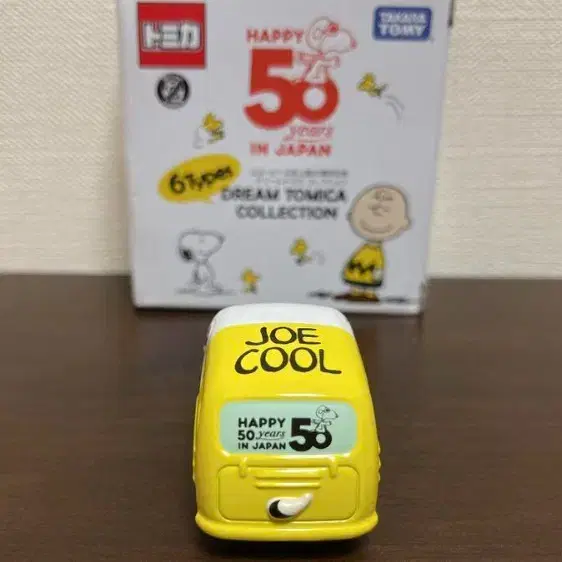 トミカ
TAKARA
TOMY
HAPPY
50
years
IN JAPAN
6 Types
DREAM TOMICA
COLLECTION
JOE
COOL
HAPPY
50 years
IN JAPAN
50